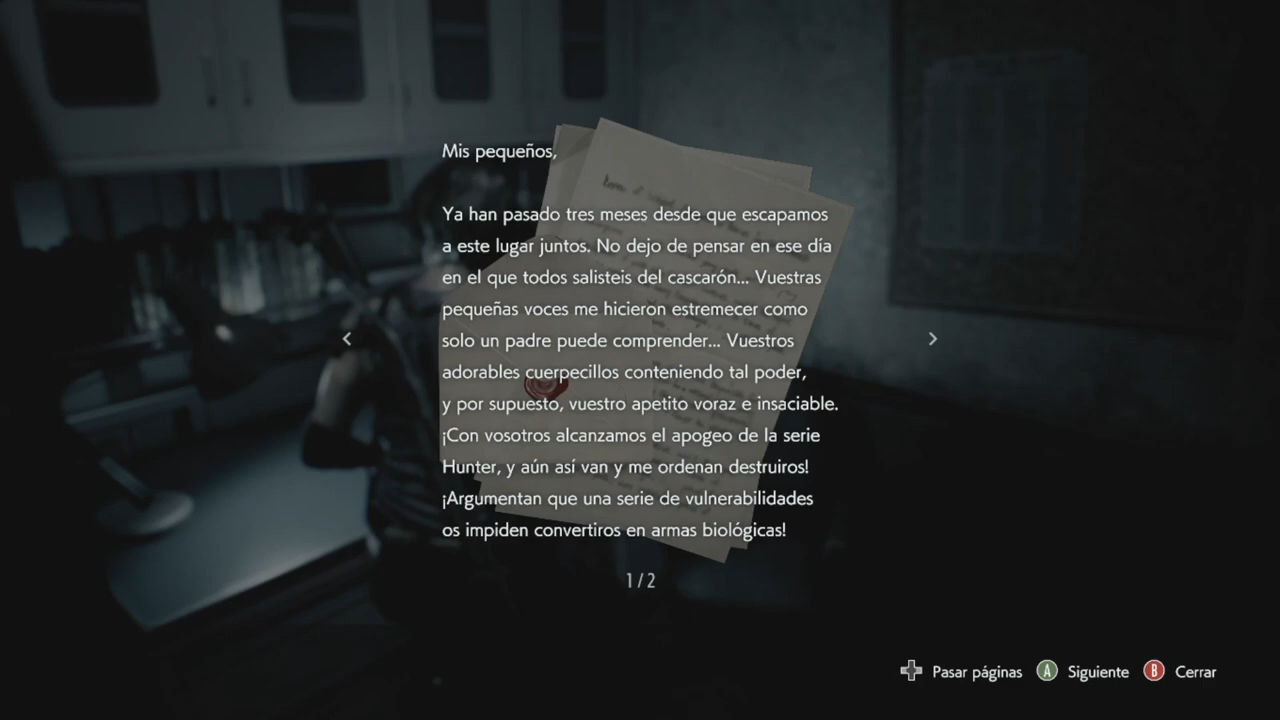 Mis pequeños,
Ya han pasado tres meses desde que escapamos
a este lugar juntos. No dejo de pensar en ese día
en el que todos salisteis del cascarón... Vuestras
pequeñas voces me hicieron estremecer como
solo un padre puede comprender... Vuestros
adorables cuerpecillos conteniendo tal poder,
y por supuesto, vuestro apetito voraz e insaciable.
¡Con vosotros alcanzamos el apogeo de la serie
Hunter, y aún así van y me ordenan destruiros!
¡Argumentan que una serie de vulnerabilidades
os impiden convertiros en armas biológicas!
1 / 2
Pasar páginas A Siguiente B Cerrar